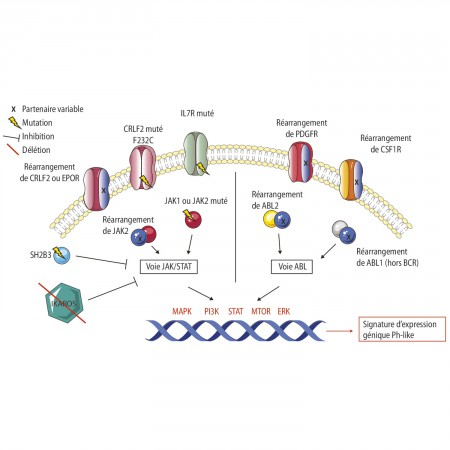 X Partenaire variable
Mutation
Inhibition
Délétion
IL7R muté
CRLF2 muté
F232C
Réarrangement
de PDGFR
Réarrangement
de CSF1R
Réarrangement
de CRLF2 ou EPOR
X
X
X
JAK1 ou JAK2 muté
Réarrangement
de JAK2
X
Réarrangement
de ABL2
X
X
Réarrangement
de ABL1 (hors BCR)
SH2B3
Voie JAK/STAT
Voie ABL
IKAROS
MAPK PI3K STAT MTOR ERK
Signature d'expression
génique Ph-like